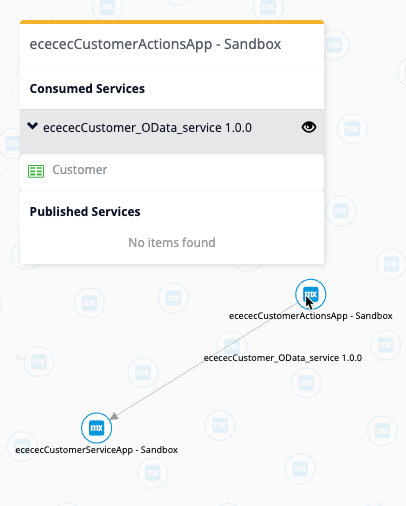 ecececCustomerActionsApp - Sandbox
Consumed Services
ecececCustomer_OData_service 1.0.0
Customer
Published Services
No items found
mx
ecececCustomerActionsApp - Sandbox
ecececCustomer_OData_service 1.0.0
mx
ecececCustomerServiceApp - Sandbox